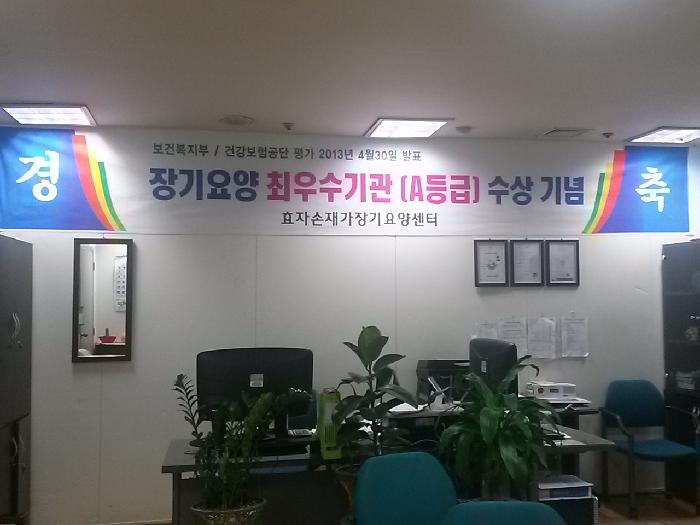 경 축
보건복지부 / 건강보험공단 평가 2013년 4월30일 발표
장기요양 최우수기관 (A등급) 수상 기념
효자손재가장기요양센터